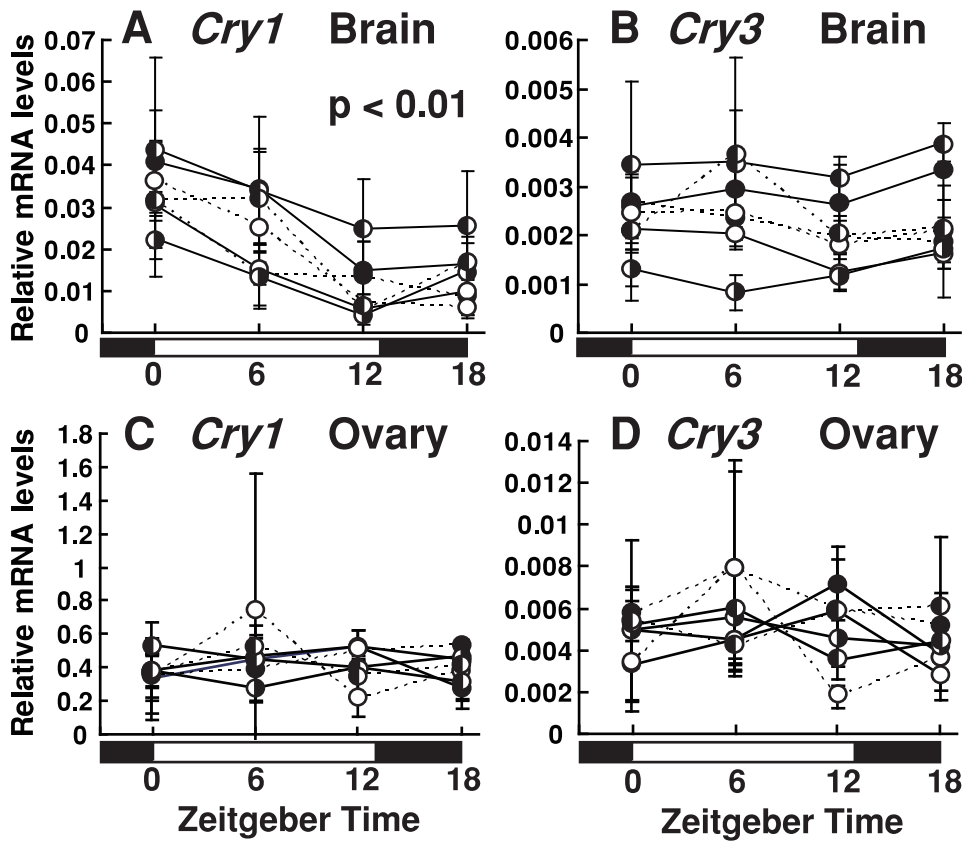 A Cry1 Brain
p < 0.01
Relative mRNA levels
0.07
0.06
0.05
0.04
0.03
0.02
0.01
0
0 6 12 18
B Cry3 Brain
0.006
0.005
0.004
0.003
0.002
0.001
0
0 6 12 18
C Cry1 Ovary
Relative mRNA levels
1.8
1.6
1.4
1.2
1
0.8
0.6
0.4
0.2
0
0 6 12 18
Zeitgeber Time
D Cry3 Ovary
0.014
0.012
0.01
0.008
0.006
0.004
0.002
0
0 6 12 18
Zeitgeber Time